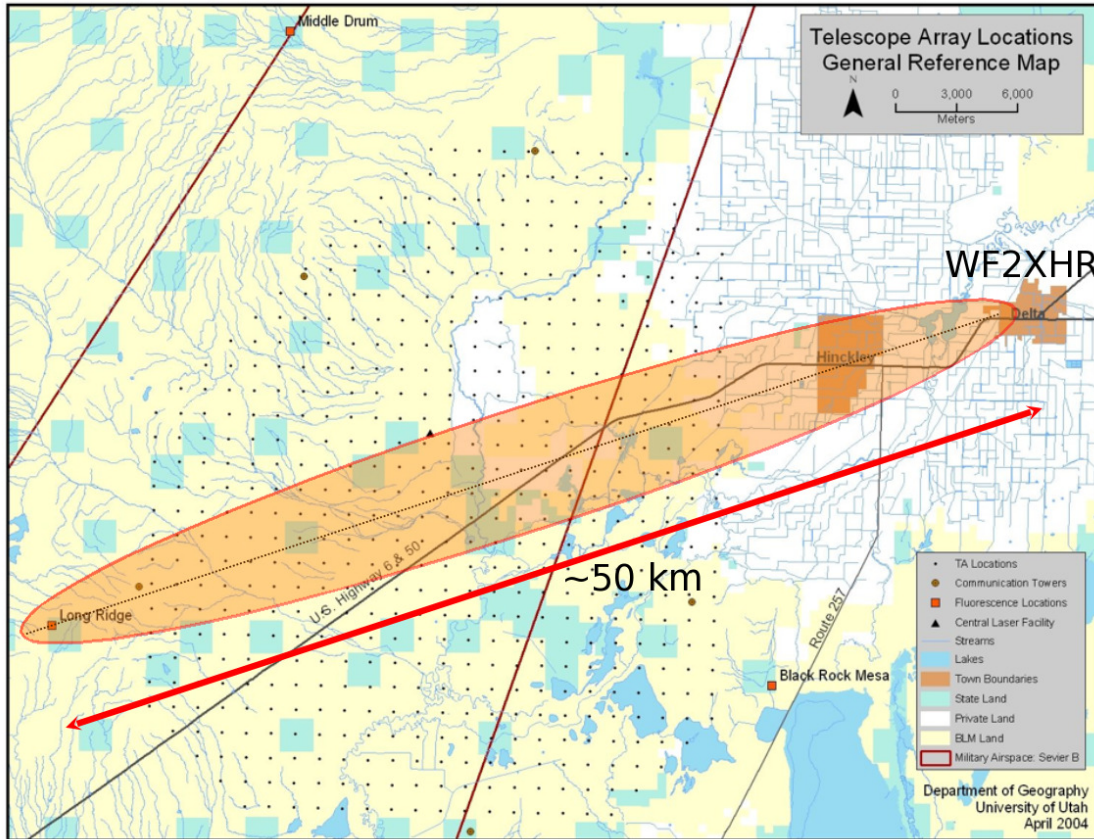 Middle Drum
Telescope Array Locations
General Reference Map
N
0 3,000 6,000
Meters
WF2XHR
Delta
Hinckley
U.S. Highway 6 & 50
~50 km
Long Ridge
Route 257
Black Rock Mesa
TA Locations
Communication Towers
Fluorescence Locations
Central Laser Facility
Streams
Lakes
Town Boundaries
State Land
Private Land
BLM Land
Military Airspace: Sevier B
Department of Geography
University of Utah
April 2004